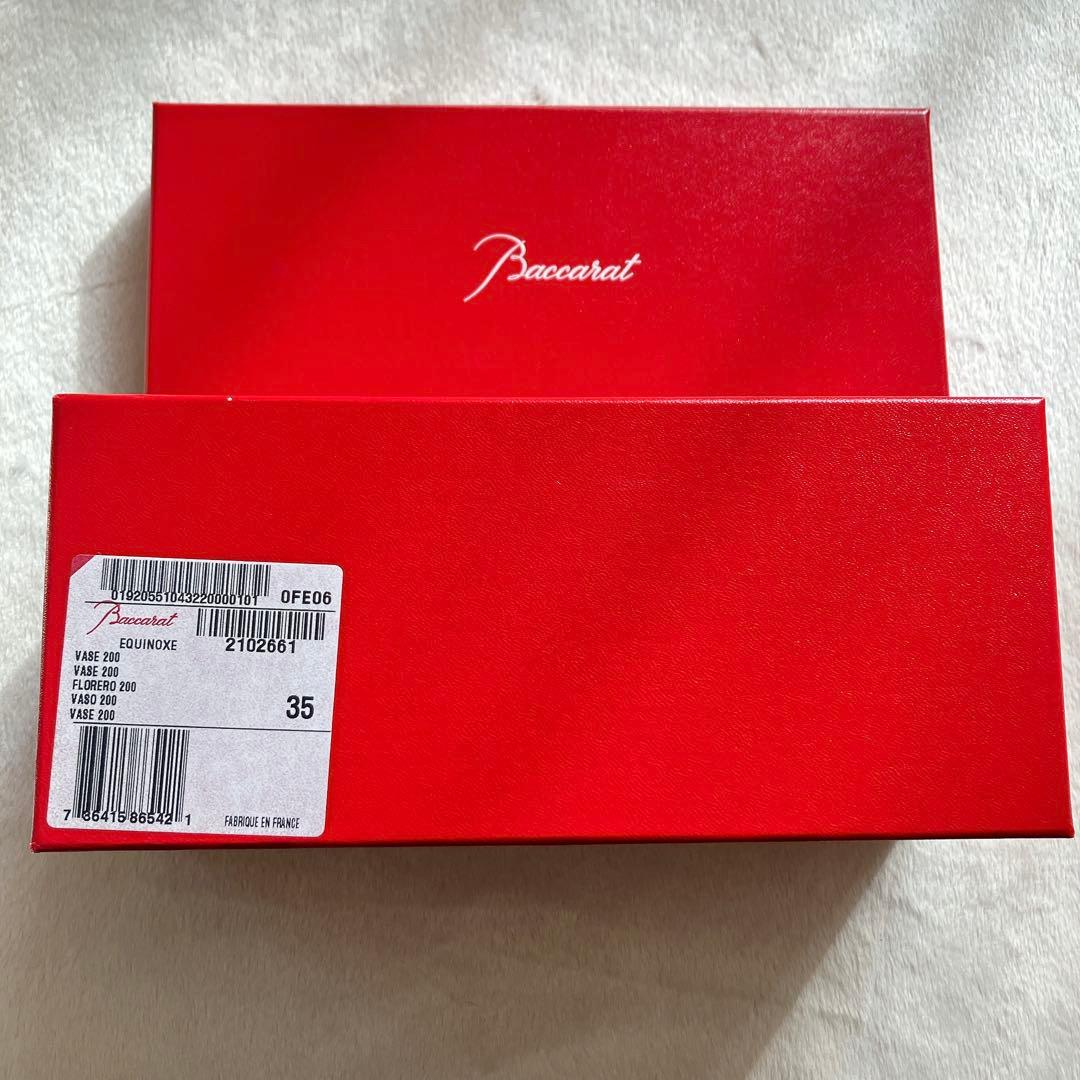 Baccarat
0192055104322000010１
0FE06
Baccarat
EQUINOXE
2102661
VASE 200
VASE 200
FLORERO 200
VASO 200
VASE 200
35
7 36415 86542 1
FABRIQUE EN FRANCE